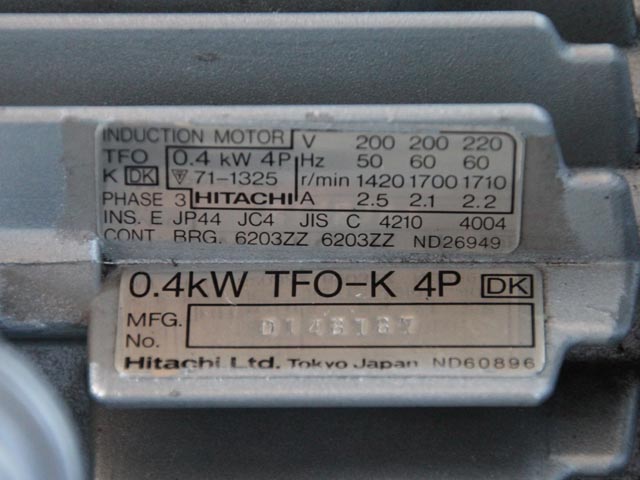 INDUCTION MOTOR V 200 200 220
TFO 0.4 kW 4P Hz 50 60 60
K DK 71-1325 r/min 1420 1700 1710
PHASE 3 HITACHI A 2.5 2.1 2.2
INS. E JP44 JC4 JIS C 4210 4004
CONT. BRG. 6203ZZ 6203ZZ ND26949
0.4kW TFO-K 4P DK
MFG.
No.
Hitachi Ltd. Tokyo Japan ND60896